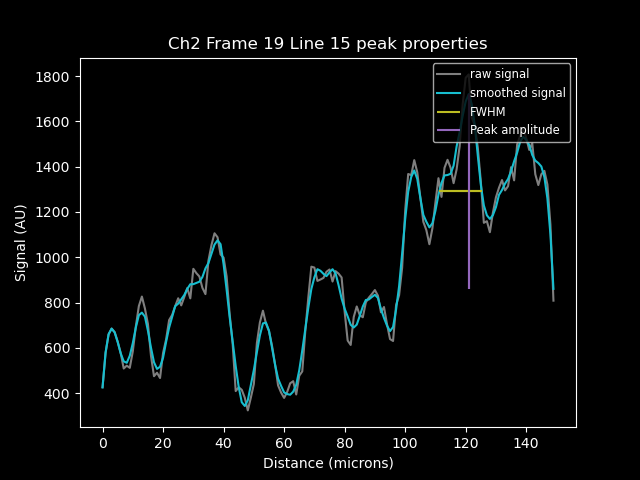 Ch2 Frame 19 Line 15 peak properties
raw signal
smoothed signal
FWHM
Peak amplitude
Signal (AU)
1800
1600
1400
1200
1000
800
600
400
0 20 40 60 80 100 120 140
Distance (microns)